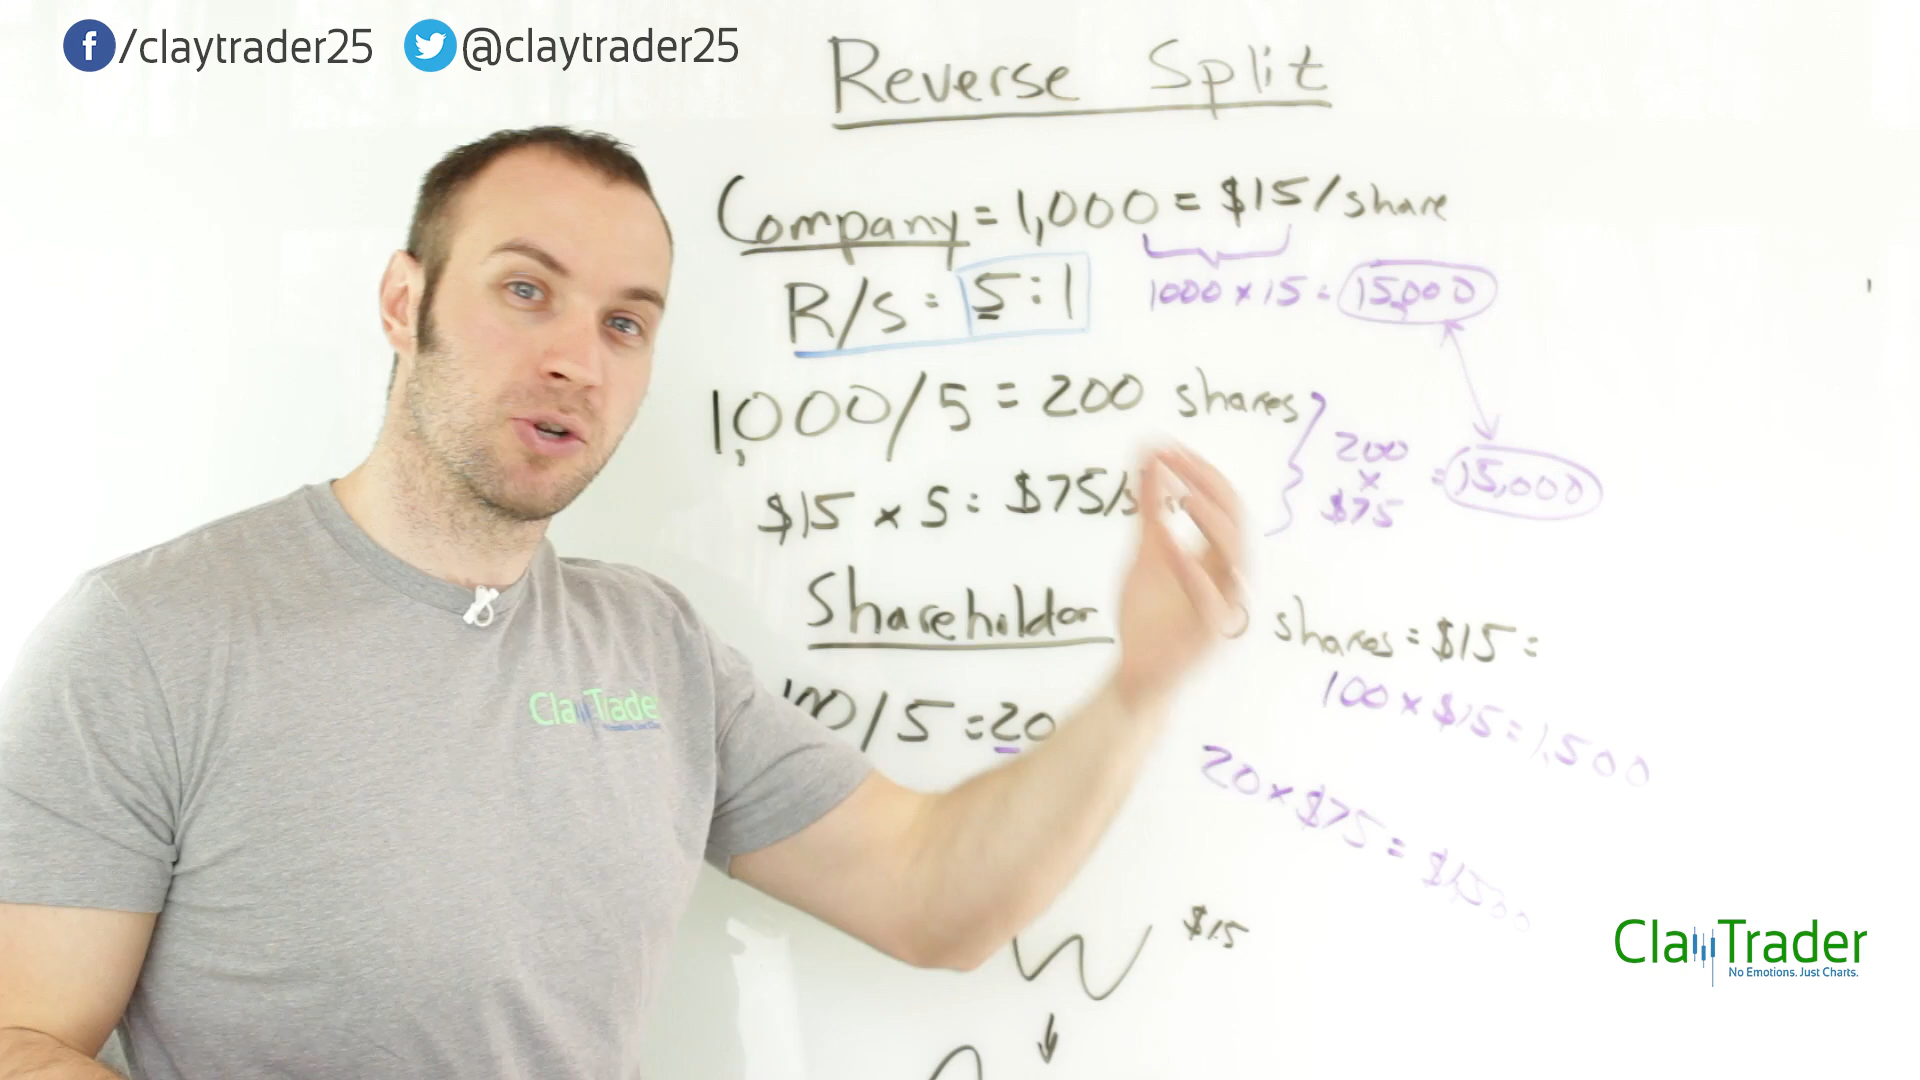 /claytrader25 @claytrader25
Reverse Split
Company = 1,000 = $15/share
1000 x 15 = 15,000
R/S = 5:1
1,000/5 = 200 shares
200
x
$75
= 15,000
$15 x 5 = $75/
Shareholder
shares = $15 =
100 x $15 = 1,500
/5 = 20
20 x $75 = $1,500
ClayTrader
$15
ClayTrader
No Emotions. Just Charts.